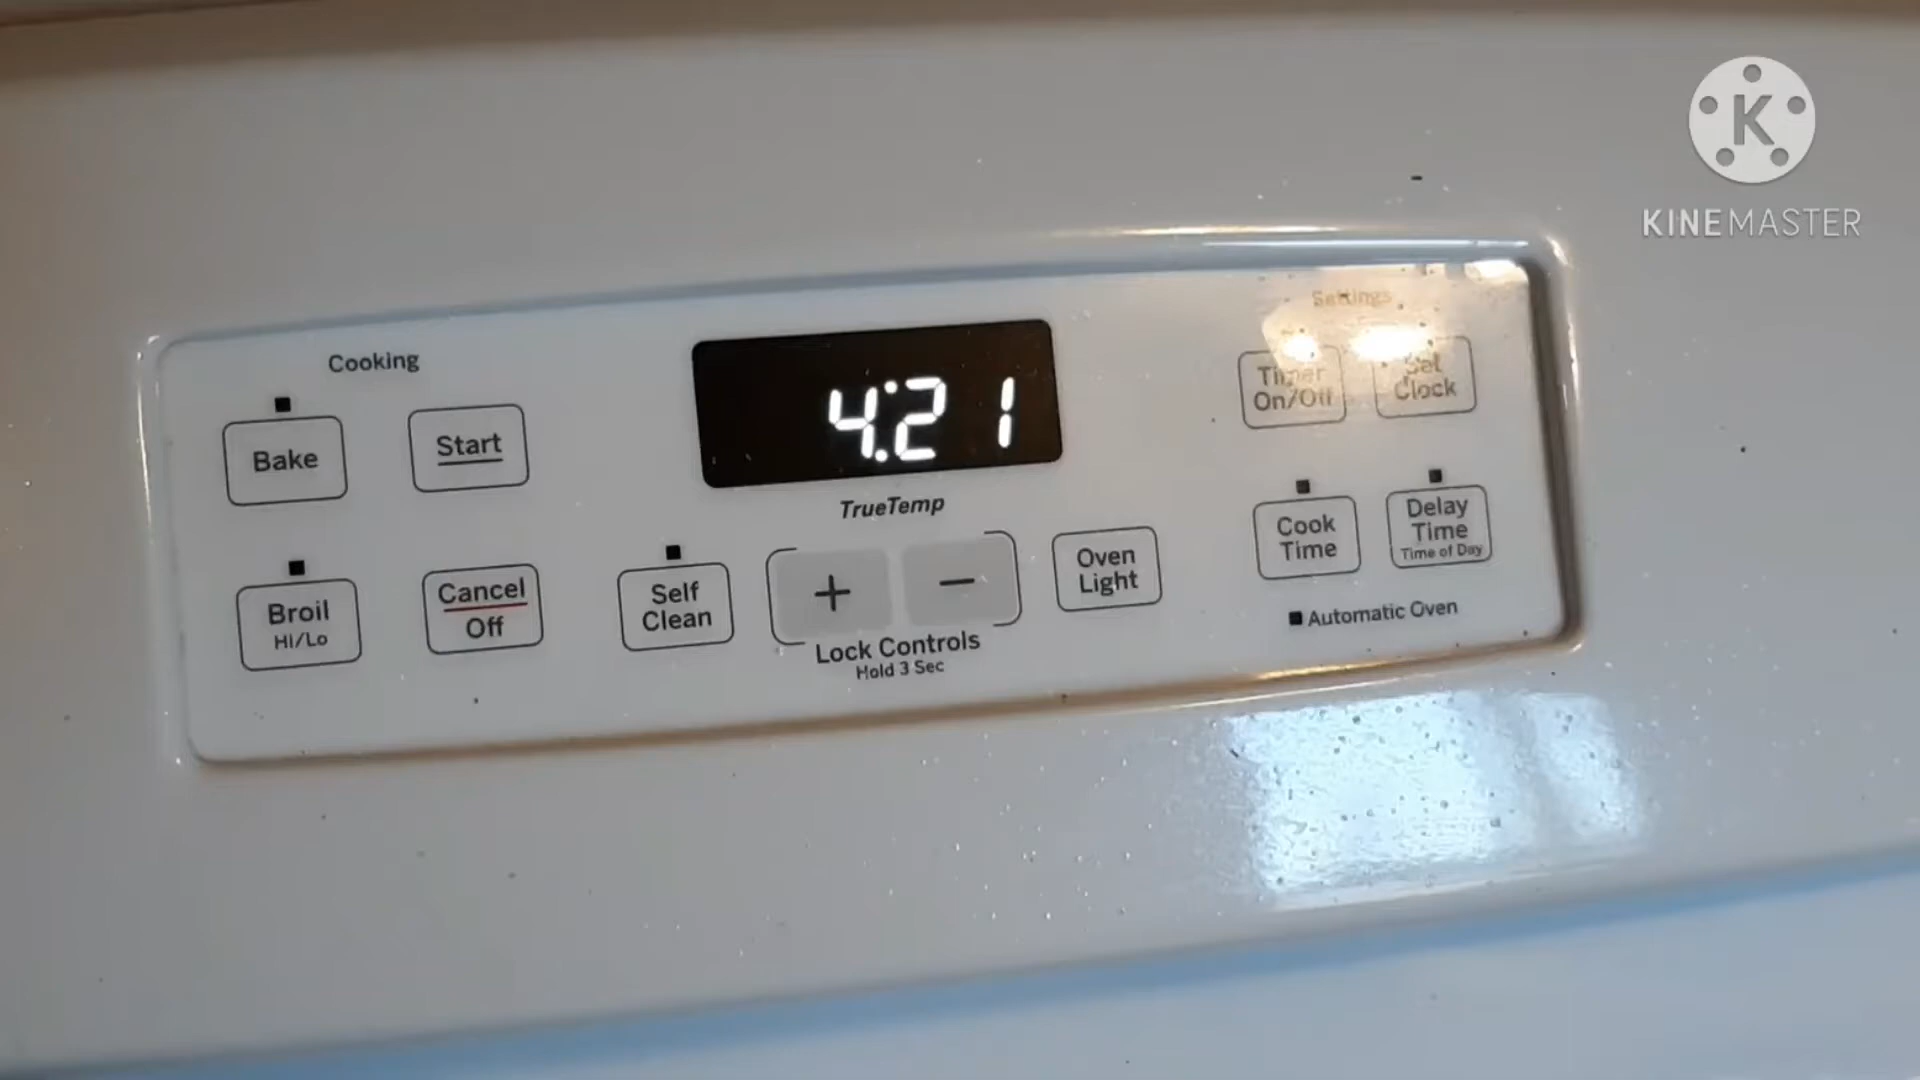 K
KINEMASTER
Settings
Cooking
4:21
Timer
On/Off
Set
Clock
Bake
Start
TrueTemp
Cook
Time
Delay
Time
Time of Day
Oven
Light
Self
Clean
+
−
Broil
Hi/Lo
Cancel
Off
Automatic Oven
Lock Controls
Hold 3 Sec